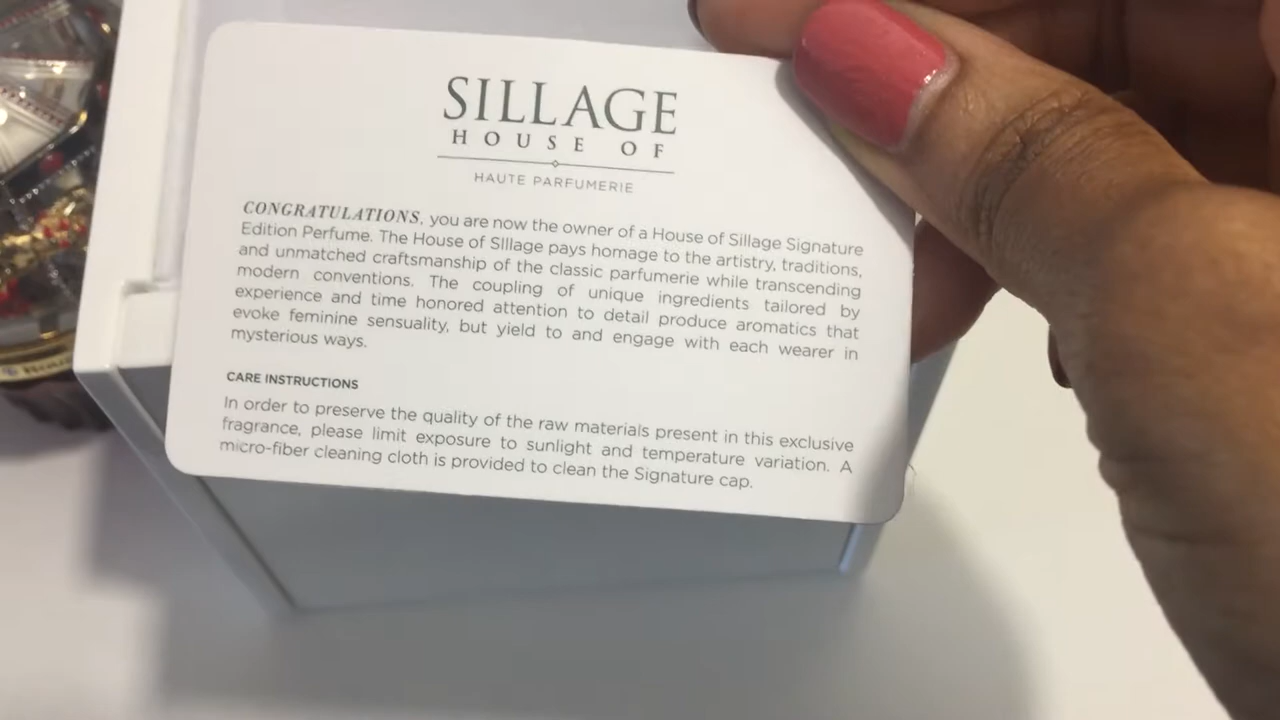 SILLAGE
HOUSE OF
HAUTE PARFUMERIE
CONGRATULATIONS, you are now the owner of a House of Sillage Signature
Edition Perfume. The House of SIllage pays homage to the artistry, traditions,
and unmatched craftsmanship of the classic parfumerie while transcending
modern conventions. The coupling of unique ingredients tailored by
experience and time honored attention to detail produce aromatics that
evoke feminine sensuality, but yield to and engage with each wearer in
mysterious ways.
CARE INSTRUCTIONS
In order to preserve the quality of the raw materials present in this exclusive
fragrance, please limit exposure to sunlight and temperature variation. A
micro-fiber cleaning cloth is provided to clean the Signature cap.